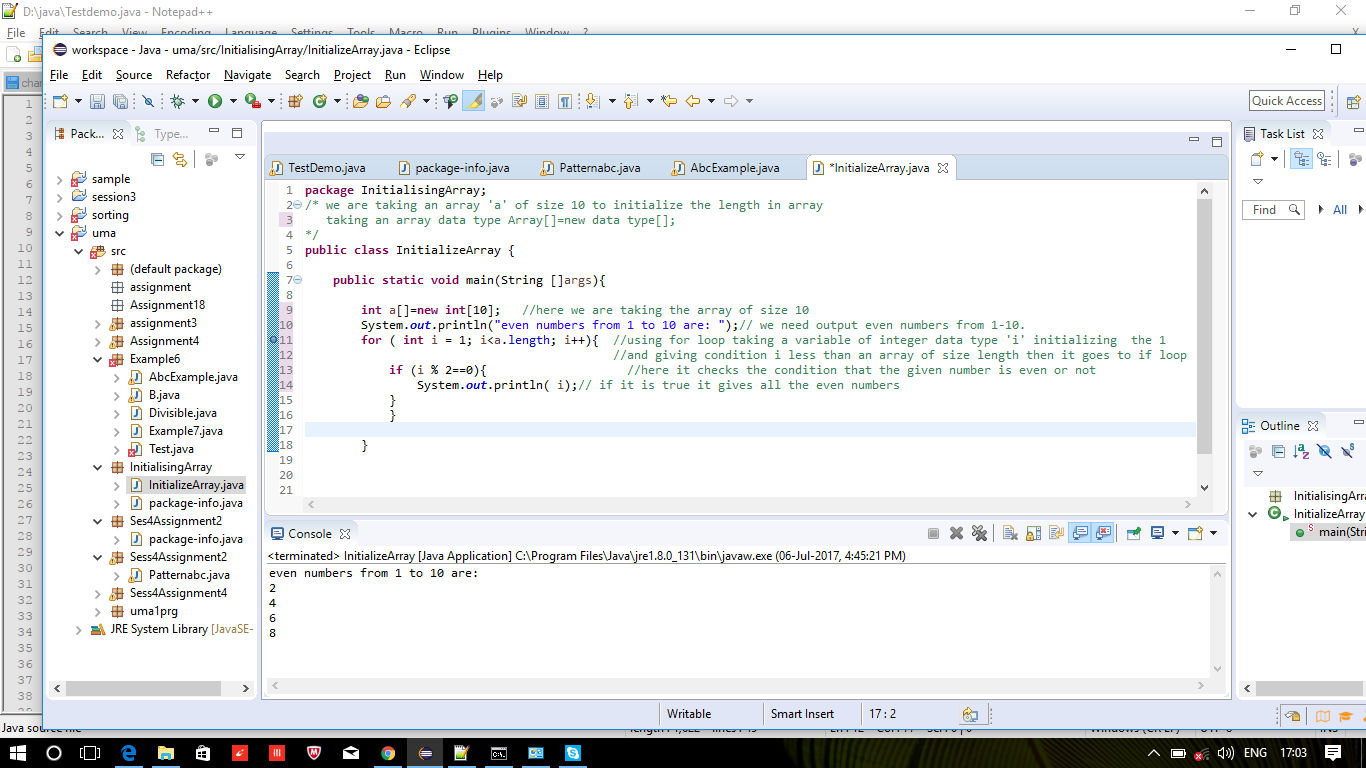 D:\java\Testdemo.java - Notepad++
File Edit Search View Encoding Language Settings Tools Macro Run Plugins Window ?
workspace - Java - uma/src/InitialisingArray/InitializeArray.java - Eclipse
File Edit Source Refactor Navigate Search Project Run Window Help
Quick Access
Pack... Type...
sample
session3
sorting
uma
src
(default package)
assignment
Assignment18
assignment3
Assignment4
Example6
AbcExample.java
B.java
Divisible.java
Example7.java
Test.java
InitialisingArray
InitializeArray.java
package-info.java
Ses4Assignment2
package-info.java
Sess4Assignment2
Patternabc.java
Sess4Assignment4
uma1prg
JRE System Library [JavaSE-
TestDemo.java package-info.java Patternabc.java AbcExample.java *InitializeArray.java
1 package InitialisingArray;
2 /* we are taking an array 'a' of size 10 to initialize the length in array
3 taking an array data type Array[]=new data type[];
4 */
5 public class InitializeArray {
6
7 public static void main(String []args){
8
9 int a[]=new int[10]; //here we are taking the array of size 10
10 System.out.println("even numbers from 1 to 10 are: ");// we need output even numbers from 1-10.
11 for ( int i = 1; i<a.length; i++){ //using for loop taking a variable of integer data type 'i' initializing the 1
12 //and giving condition i less than an array of size length then it goes to if loop
13 if (i % 2==0){ //here it checks the condition that the given number is even or not
14 System.out.println( i);// if it is true it gives all the even numbers
15 }
16 }
17
18 }
19
20
21
Console
<terminated> InitializeArray [Java Application] C:\Program Files\Java\jre1.8.0_131\bin\javaw.exe (06-Jul-2017, 4:45:21 PM)
even numbers from 1 to 10 are:
2
4
6
8
Task List
Find All
Outline
InitialisingArra
InitializeArray
main(Stri
Writable Smart Insert 17 : 2
Java source file
ENG 17:03